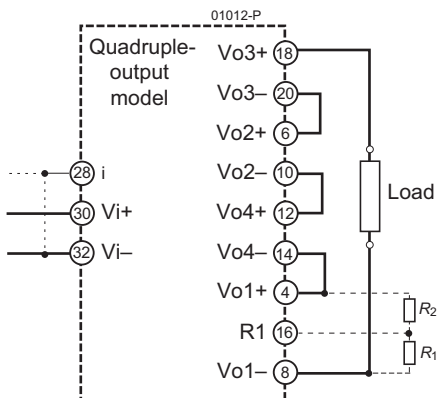 01012-P
Quadruple-
output
model
Vo3+ 18
Vo3– 20
Vo2+ 6
Vo2– 10
Vo4+ 12
Vo4– 14
Vo1+ 4
R1 16
Vo1– 8
28 i
30 Vi+
32 Vi–
Load
R2
R1